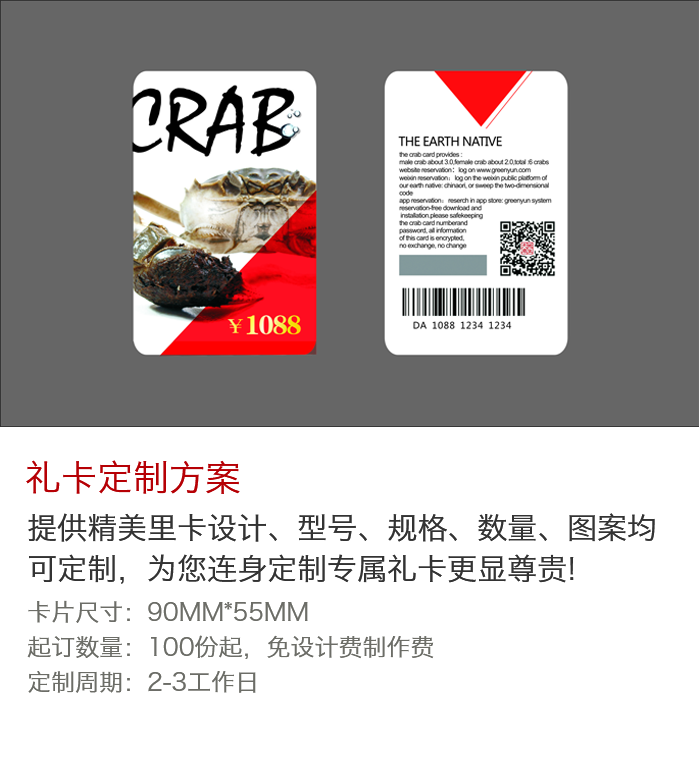 CRAB
¥1088
THE EARTH NATIVE
the crab card provides :
male crab about 3.0,female crab about 2.0,total :6 crabs
website reservation：log on www.greenyun.com
weixin reservation：log on the weixin public platform of
our earth native: chinaori, or sweep the two-dimensional
code
app reservation：reserch in app store: greenyun system
reservation-free download and
installation.please safekeeping
the crab card numberand
password, all information
of this card is encrypted,
no exchange, no change
DA 1088 1234 1234
礼卡定制方案
提供精美里卡设计、型号、规格、数量、图案均
可定制，为您连身定制专属礼卡更显尊贵!
卡片尺寸：90MM*55MM
起订数量：100份起，免设计费制作费
定制周期：2-3工作日